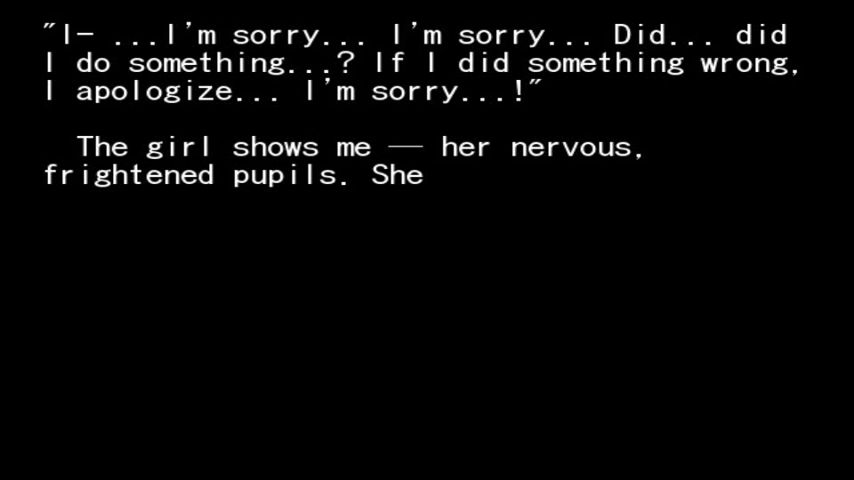 "I- ...I'm sorry... I'm sorry... Did... did
I do something...? If I did something wrong,
I apologize... I'm sorry...!"
The girl shows me ── her nervous,
frightened pupils. She